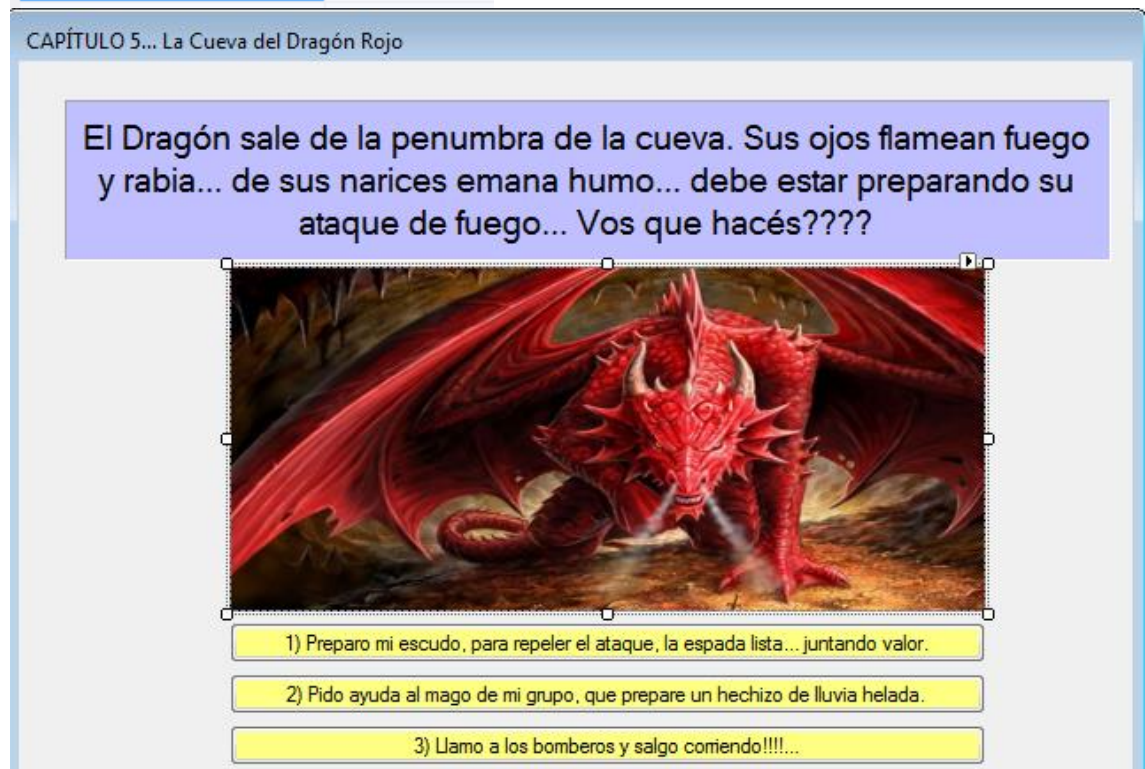 CAPÍTULO 5... La Cueva del Dragón Rojo
El Dragón sale de la penumbra de la cueva. Sus ojos flamean fuego
y rabia... de sus narices emana humo... debe estar preparando su
ataque de fuego... Vos que hacés????
1) Preparo mi escudo, para repeler el ataque, la espada lista... juntando valor.
2) Pido ayuda al mago de mi grupo, que prepare un hechizo de lluvia helada.
3) Llamo a los bomberos y salgo corriendo!!!!...